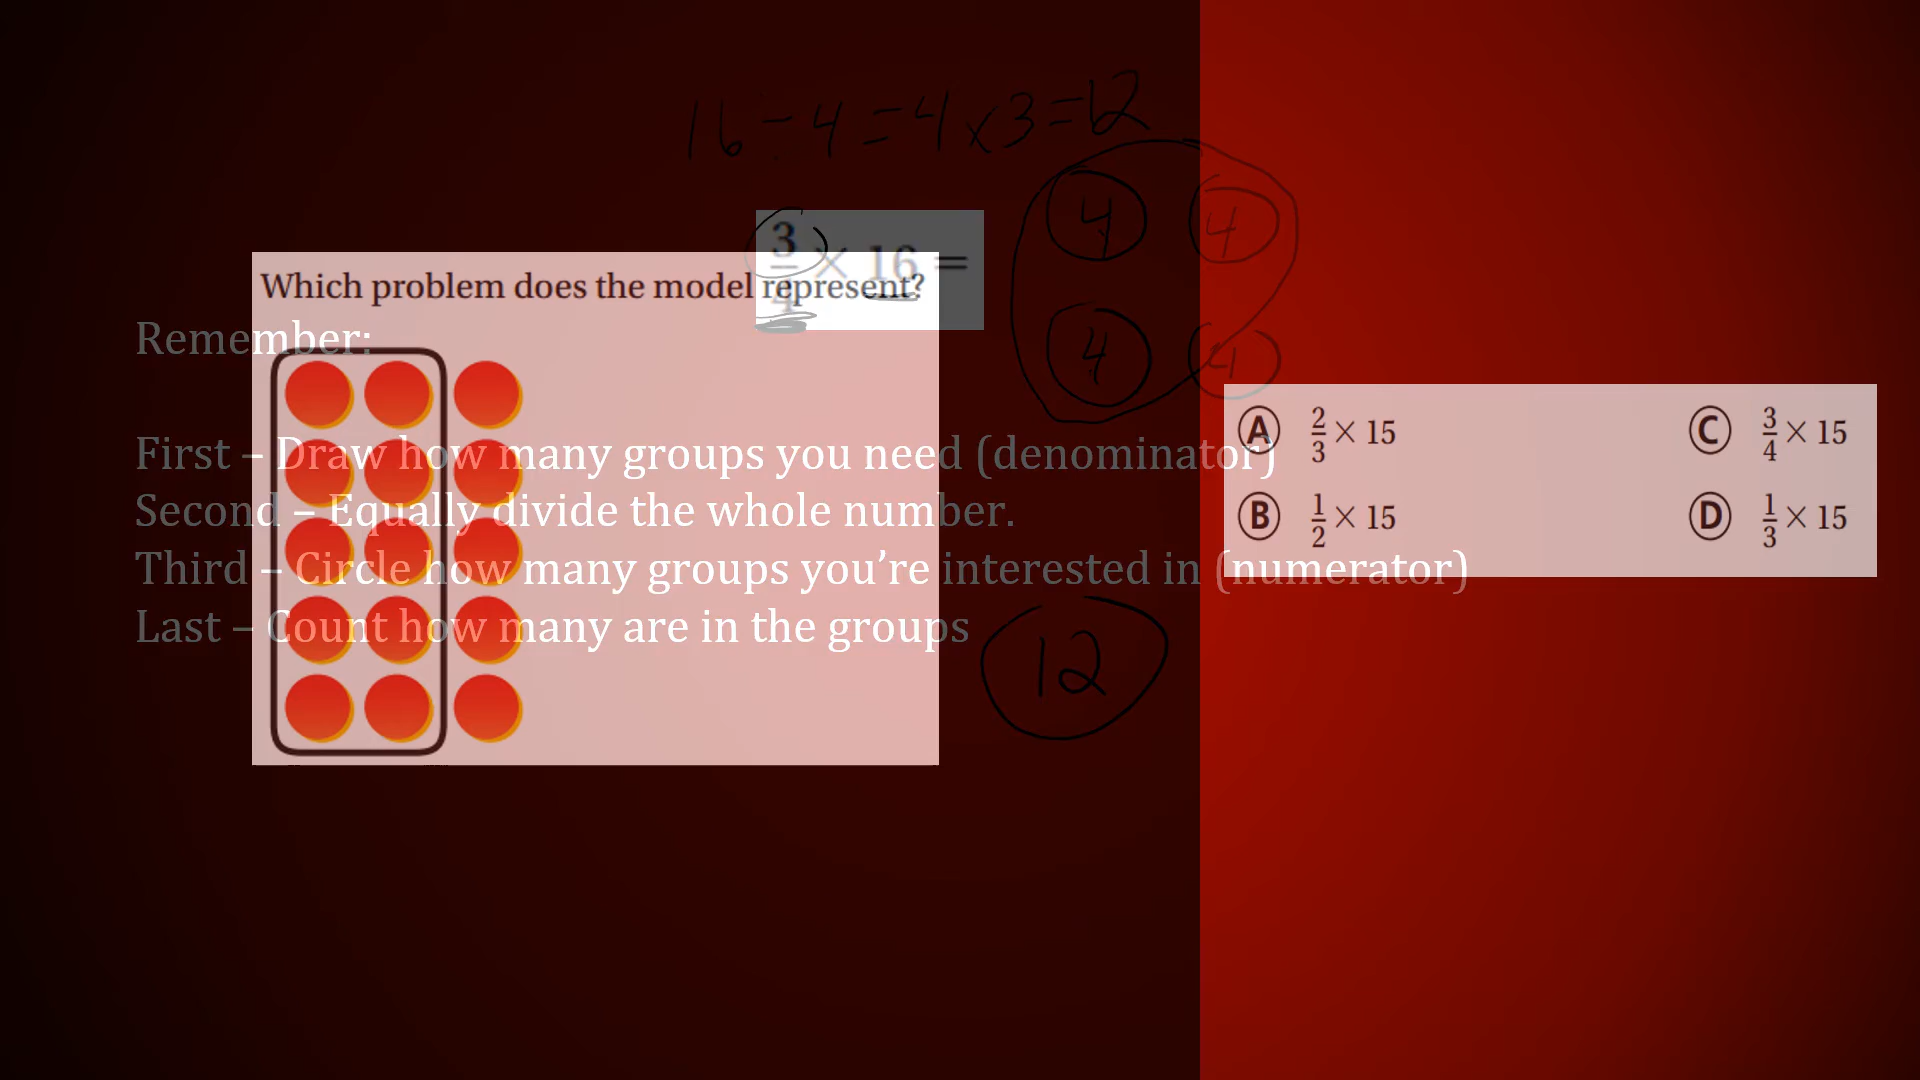 16 ÷ 4 = 4 x 3 = 12
4 4
3/4 × 16 =
Which problem does the model represent?
Remember:
4 4
A 2/3 × 15 C 3/4 × 15
First – Draw how many groups you need (denominator)
Second – Equally divide the whole number.
B 1/2 × 15 D 1/3 × 15
Third – Circle how many groups you’re interested in (numerator)
Last – Count how many are in the groups
12